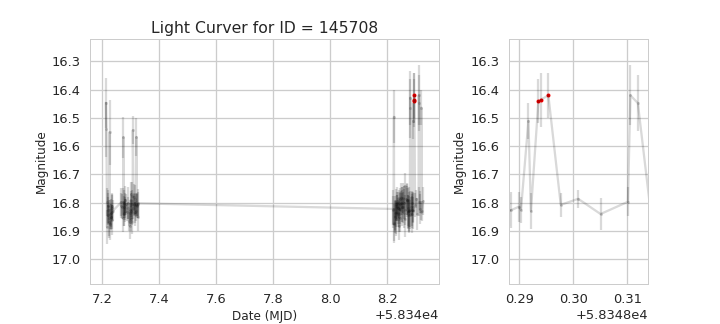 Light Curver for ID = 145708
16.3
16.4
16.5
16.6
16.7
16.8
16.9
17.0
Magnitude
7.2 7.4 7.6 7.8 8.0 8.2
Date (MJD) +5.834e4
16.3
16.4
16.5
16.6
16.7
16.8
16.9
17.0
Magnitude
0.29 0.30 0.31
+5.8348e4